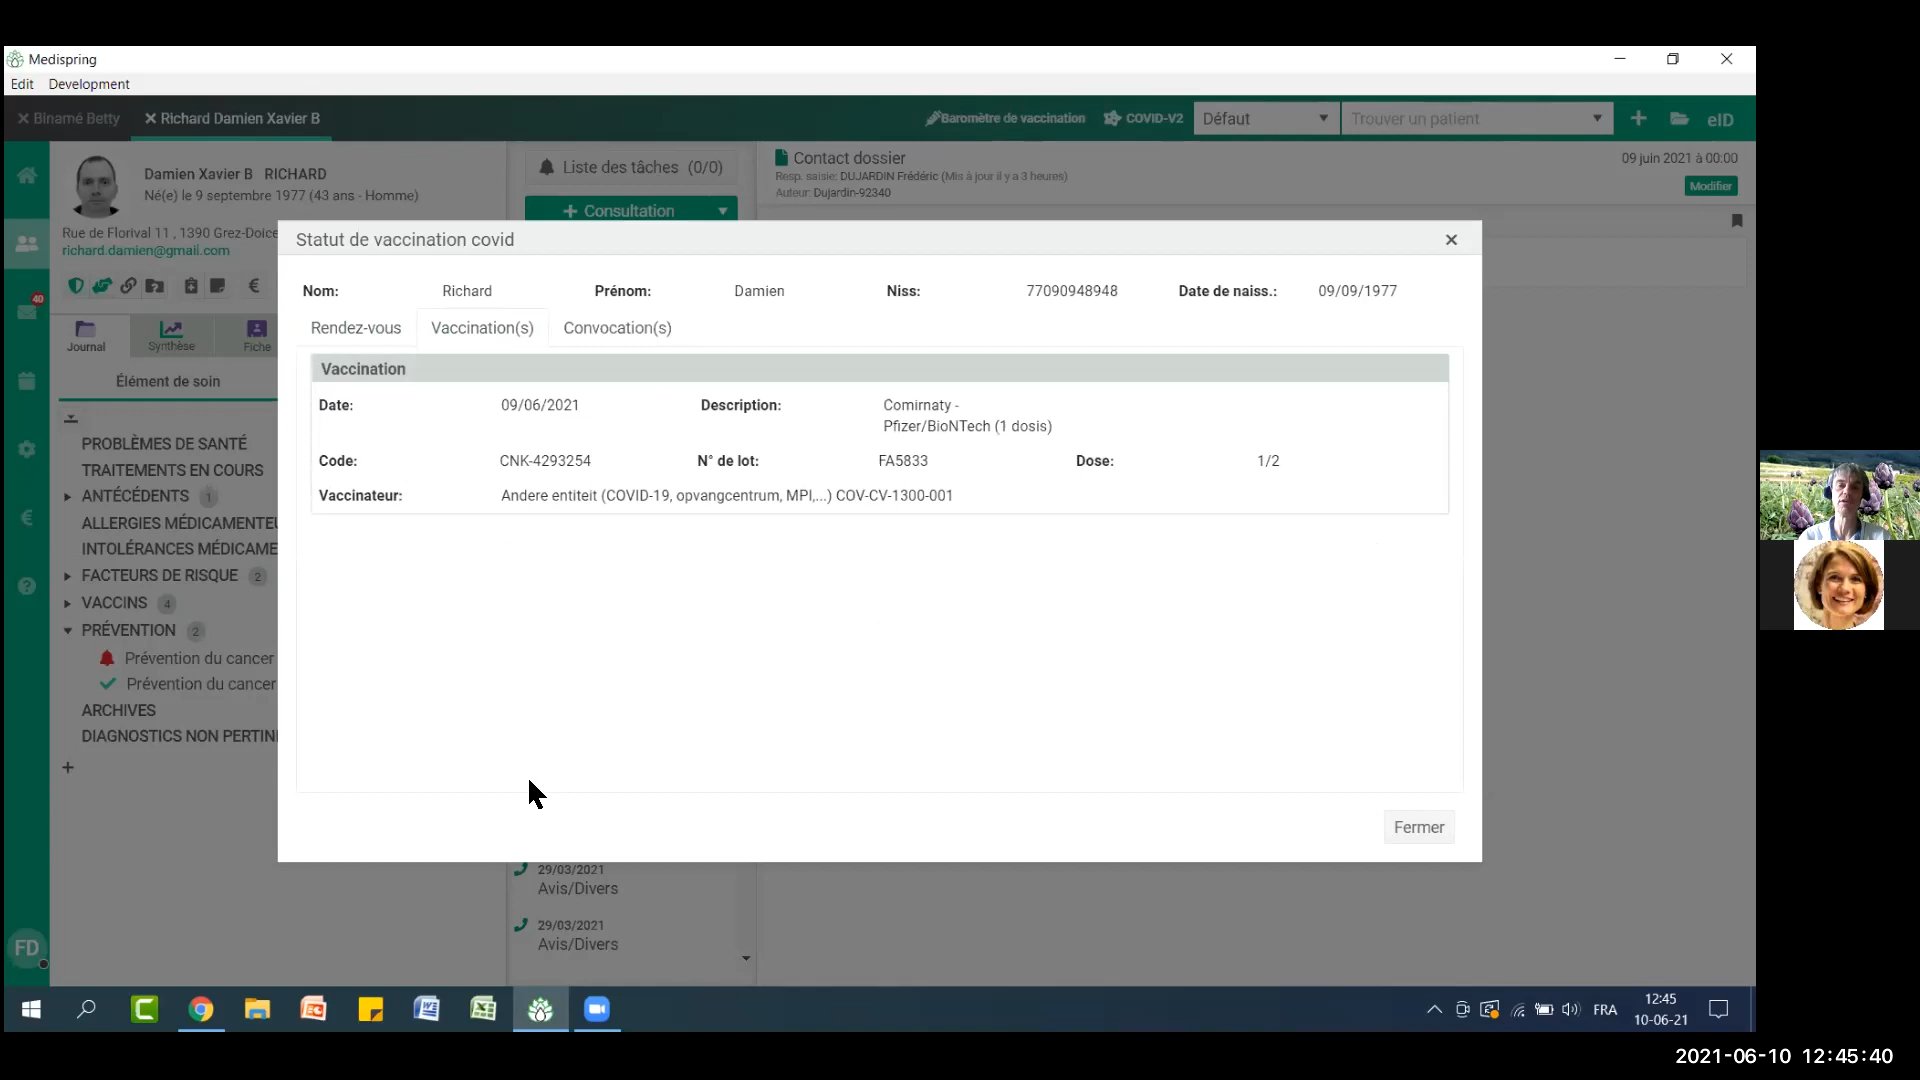 Medispring
Edit Development
Binamé Betty
Richard Damien Xavier B
Baromètre de vaccination
COVID-V2
Défaut
Trouver un patient
eID
Damien Xavier B RICHARD
Né(e) le 9 septembre 1977 (43 ans - Homme)
Rue de Florival 11 , 1390 Grez-Doice
richard.damien@gmail.com
Liste des tâches (0/0)
+ Consultation
Contact dossier
Resp. saisie: DUJARDIN Frédéric (Mis à jour il y a 3 heures)
Auteur: Dujardin-92340
09 juin 2021 à 00:00
Modifier
40
Journal
Synthèse
Fiche
Élément de soin
PROBLÈMES DE SANTÉ
TRAITEMENTS EN COURS
ANTÉCÉDENTS 1
ALLERGIES MÉDICAMENTEU
INTOLÉRANCES MÉDICAME
FACTEURS DE RISQUE 2
VACCINS 4
PRÉVENTION 2
Prévention du cancer
Prévention du cancer
ARCHIVES
DIAGNOSTICS NON PERTINI
+
FD
Statut de vaccination covid
Nom: Richard Prénom: Damien Niss: 77090948948 Date de naiss.: 09/09/1977
Rendez-vous Vaccination(s) Convocation(s)
Vaccination
Date: 09/06/2021 Description: Comirnaty -
Pfizer/BioNTech (1 dosis)
Code: CNK-4293254 N° de lot: FA5833 Dose: 1/2
Vaccinateur: Andere entiteit (COVID-19, opvangcentrum, MPI,...) COV-CV-1300-001
Fermer
29/03/2021
Avis/Divers
29/03/2021
Avis/Divers
FRA
12:45
10-06-21
2021-06-10 12:45:40